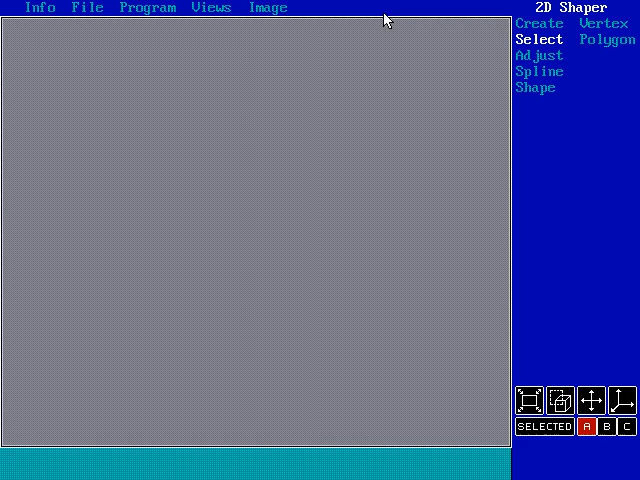 Info File Program Views Image 2D Shaper
Create Vertex
Select Polygon
Adjust
Spline
Shape
SELECTED A B C